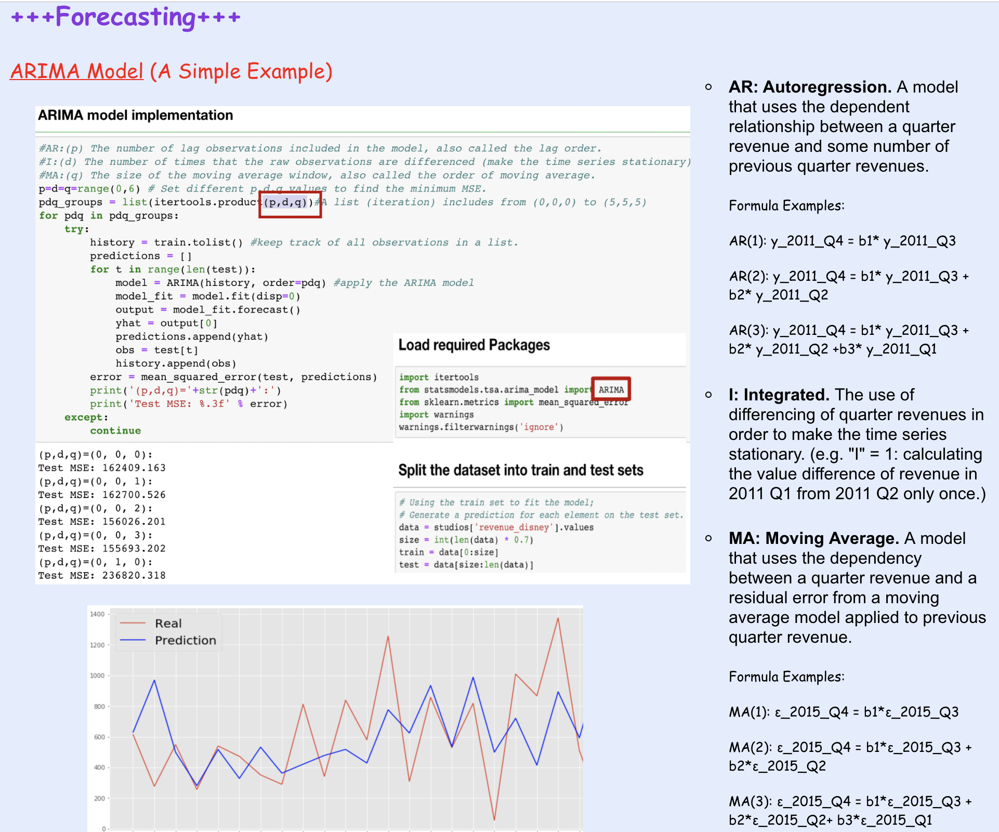 +++Forecasting+++
ARIMA Model (A Simple Example)
ARIMA model implementation
#AR:(p) The number of lag observations included in the model, also called the lag order.
#I:(d) The number of times that the raw observations are differenced (make the time series stationary)
#MA:(q) The size of the moving average window, also called the order of moving average.
p=d=q=range(0,6) # Set different p,d,q values to find the minimum MSE.
pdq_groups = list(itertools.product(p,d,q))#A list (iteration) includes from (0,0,0) to (5,5,5)
for pdq in pdq_groups:
    try:
        history = train.tolist() #keep track of all observations in a list.
        predictions = []
        for t in range(len(test)):
            model = ARIMA(history, order=pdq) #apply the ARIMA model
            model_fit = model.fit(disp=0)
            output = model_fit.forecast()
            yhat = output[0]
            predictions.append(yhat)
            obs = test[t]
            history.append(obs)
        error = mean_squared_error(test, predictions)
        print('(p,d,q)='+str(pdq)+':')
        print('Test MSE: %.3f' % error)
    except:
        continue
(p,d,q)=(0, 0, 0):
Test MSE: 162409.163
(p,d,q)=(0, 0, 1):
Test MSE: 162700.526
(p,d,q)=(0, 0, 2):
Test MSE: 156026.201
(p,d,q)=(0, 0, 3):
Test MSE: 155693.202
(p,d,q)=(0, 1, 0):
Test MSE: 236820.318
Load required Packages
import itertools
from statsmodels.tsa.arima_model import ARIMA
from sklearn.metrics import mean_squared_error
import warnings
warnings.filterwarnings('ignore')
Split the dataset into train and test sets
# Using the train set to fit the model;
# Generate a prediction for each element on the test set.
data = studios['revenue_disney'].values
size = int(len(data) * 0.7)
train = data[0:size]
test = data[size:len(data)]
Real
Prediction
1400
1200
1000
800
600
400
200
0
AR: Autoregression. A model
that uses the dependent
relationship between a quarter
revenue and some number of
previous quarter revenues.
Formula Examples:
AR(1): y_2011_Q4 = b1* y_2011_Q3
AR(2): y_2011_Q4 = b1* y_2011_Q3 +
b2* y_2011_Q2
AR(3): y_2011_Q4 = b1* y_2011_Q3 +
b2* y_2011_Q2 +b3* y_2011_Q1
I: Integrated. The use of
differencing of quarter revenues in
order to make the time series
stationary. (e.g. "I" = 1: calculating
the value difference of revenue in
2011 Q1 from 2011 Q2 only once.)
MA: Moving Average. A model
that uses the dependency
between a quarter revenue and a
residual error from a moving
average model applied to previous
quarter revenue.
Formula Examples:
MA(1): ε_2015_Q4 = b1*ε_2015_Q3
MA(2): ε_2015_Q4 = b1*ε_2015_Q3 +
b2*ε_2015_Q2
MA(3): ε_2015_Q4 = b1*ε_2015_Q3 +
b2*ε_2015_Q2+ b3*ε_2015_Q1